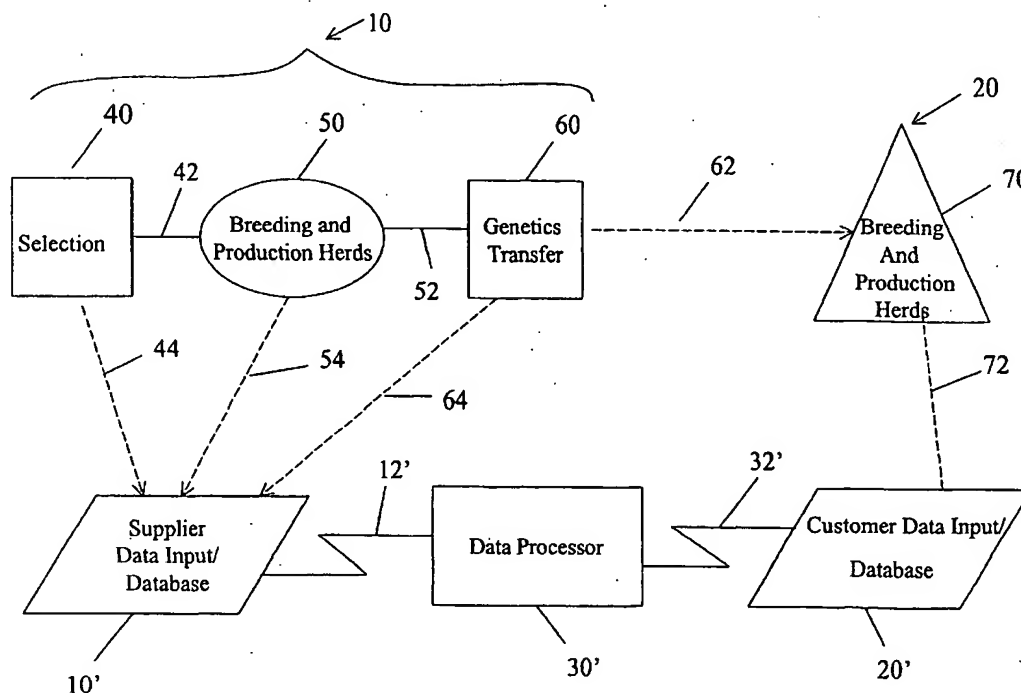 10
40
50
60
20
42
62
70
Selection
Breeding and
Production Herds
Genetics
Transfer
Breeding
And
Production
Herds
52
44
54
64
72
12'
32'
Supplier
Data Input/
Database
Data Processor
Customer Data Input/
Database
10'
30'
20'